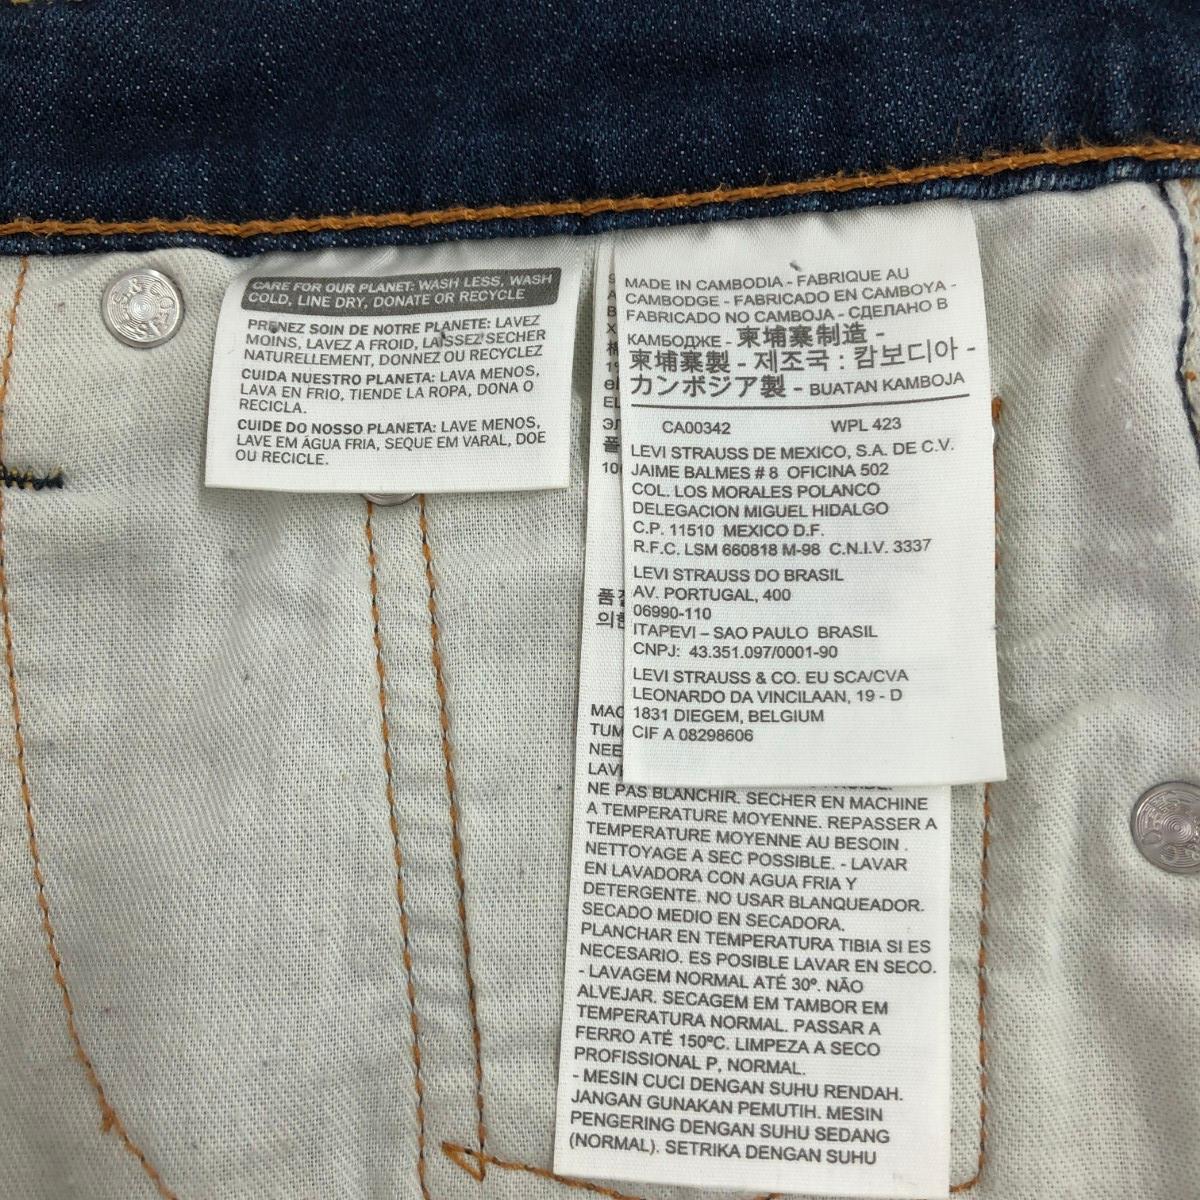 CARE FOR OUR PLANET: WASH LESS, WASH
COLD, LINE DRY, DONATE OR RECYCLE
PRENEZ SOIN DE NOTRE PLANETE: LAVEZ
MOINS, LAVEZ A FROID, LAISSEZ SECHER
NATURELLEMENT, DONNEZ OU RECYCLEZ
CUIDA NUESTRO PLANETA: LAVA MENOS,
LAVA EN FRIO, TIENDE LA ROPA, DONA O
RECICLA.
CUIDE DO NOSSO PLANETA: LAVE MENOS,
LAVE EM ÁGUA FRIA, SEQUE EM VARAL, DOE
OU RECICLE.
MADE IN CAMBODIA - FABRIQUE AU
CAMBODGE - FABRICADO EN CAMBOYA -
FABRICADO NO CAMBOJA - СДЕЛАНО В
КАМБОДЖЕ - 柬埔寨制造 -
柬埔寨製 - 제조국 : 캄보디아 -
カンボジア製 - BUATAN KAMBOJA
CA00342 WPL 423
LEVI STRAUSS DE MEXICO, S.A. DE C.V.
JAIME BALMES # 8 OFICINA 502
COL. LOS MORALES POLANCO
DELEGACION MIGUEL HIDALGO
C.P. 11510 MEXICO D.F.
R.F.C. LSM 660818 M-98 C.N.I.V. 3337
LEVI STRAUSS DO BRASIL
AV. PORTUGAL, 400
06990-110
ITAPEVI – SAO PAULO BRASIL
CNPJ: 43.351.097/0001-90
LEVI STRAUSS & CO. EU SCA/CVA
LEONARDO DA VINCILAAN, 19 - D
1831 DIEGEM, BELGIUM
CIF A 08298606
NE PAS BLANCHIR. SECHER EN MACHINE
A TEMPERATURE MOYENNE. REPASSER A
TEMPERATURE MOYENNE AU BESOIN .
NETTOYAGE A SEC POSSIBLE. - LAVAR
EN LAVADORA CON AGUA FRIA Y
DETERGENTE. NO USAR BLANQUEADOR.
SECADO MEDIO EN SECADORA.
PLANCHAR EN TEMPERATURA TIBIA SI ES
NECESARIO. ES POSIBLE LAVAR EN SECO.
- LAVAGEM NORMAL ATÉ 30º. NÃO
ALVEJAR. SECAGEM EM TAMBOR EM
TEMPERATURA NORMAL. PASSAR A
FERRO ATÉ 150ºC. LIMPEZA A SECO
PROFISSIONAL P, NORMAL.
- MESIN CUCI DENGAN SUHU RENDAH.
JANGAN GUNAKAN PEMUTIH. MESIN
PENGERING DENGAN SUHU SEDANG
(NORMAL). SETRIKA DENGAN SUHU